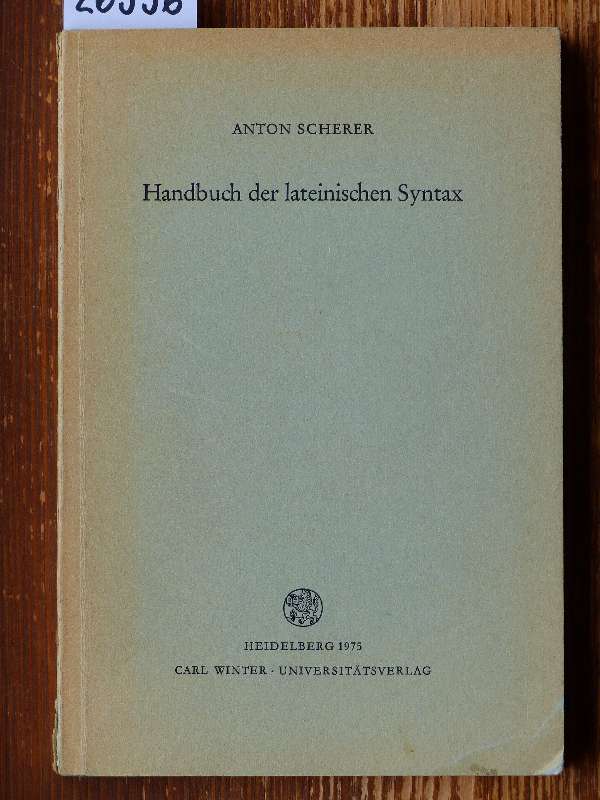 ANTON SCHERER
Handbuch der lateinischen Syntax
HEIDELBERG 1975
CARL WINTER · UNIVERSITÄTSVERLAG